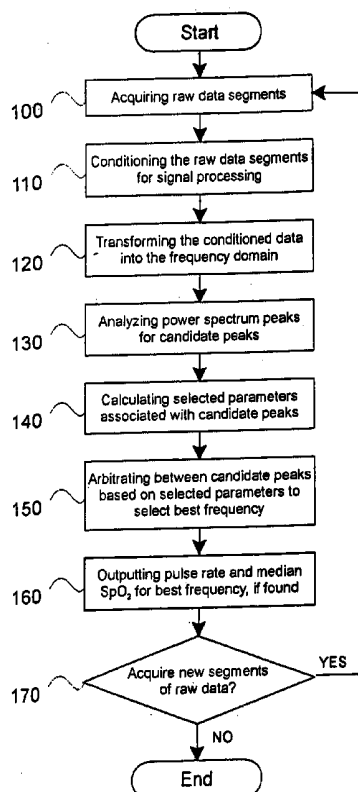 Start
100
Acquiring raw data segments
110
Conditioning the raw data segments
for signal processing
120
Transforming the conditioned data
into the frequency domain
130
Analyzing power spectrum peaks
for candidate peaks
140
Calculating selected parameters
associated with candidate peaks
150
Arbitrating between candidate peaks
based on selected parameters to
select best frequency
160
Outputting pulse rate and median
SpO₂ for best frequency, if found
170
Acquire new segments
of raw data?
YES
NO
End